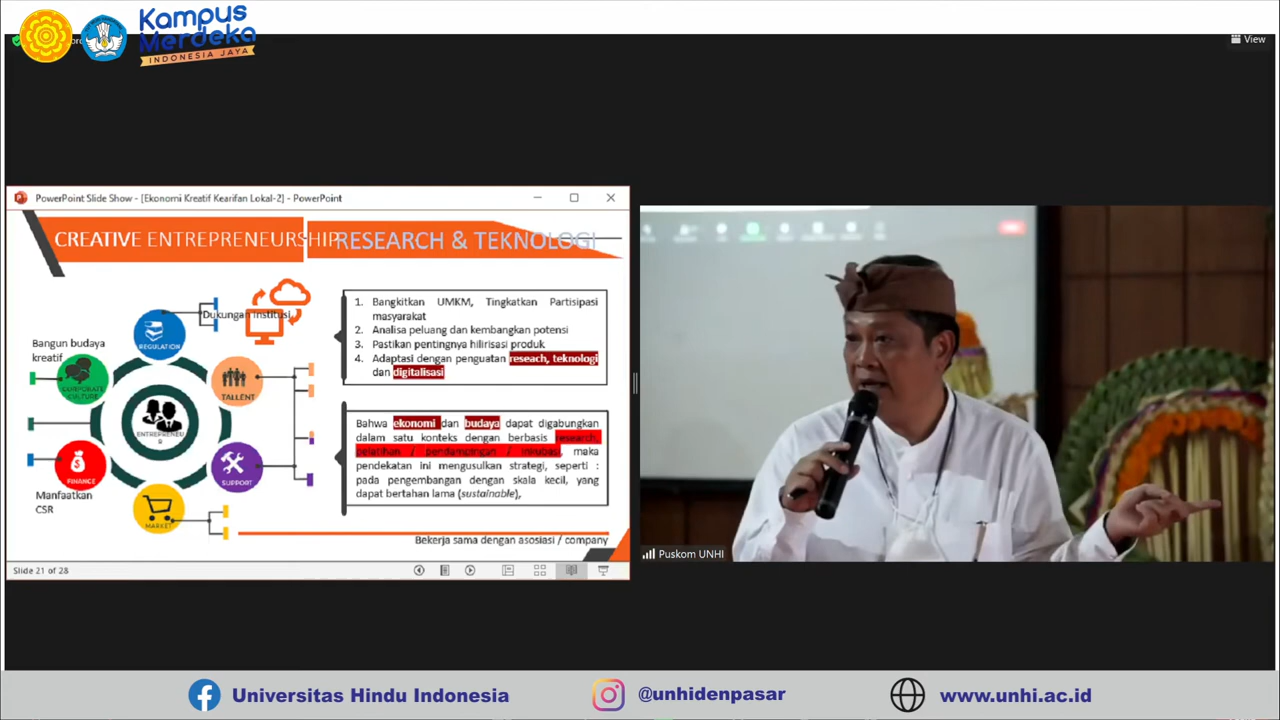 Kampus
Merdeka
INDONESIA JAYA
View
PowerPoint Slide Show - [Ekonomi Kreatif Kearifan Lokal-2] - PowerPoint
CREATIVE ENTREPRENEURSHIP
RESEARCH & TEKNOLOGI
Dukungan Institusi
REGULATION
Bangun budaya
kreatif
CORPORATE
CULTURE
TALLENT
ENTREPRENEU
R
FINANCE
SUPPORT
Manfaatkan
CSR
MARKET
1. Bangkitkan UMKM, Tingkatkan Partisipasi
masyarakat
2. Analisa peluang dan kembangkan potensi
3. Pastikan pentingnya hilirisasi produk
4. Adaptasi dengan penguatan reseach, teknologi
dan digitalisasi
Bahwa ekonomi dan budaya dapat digabungkan
dalam satu konteks dengan berbasis research,
pelatihan / pendampingan / inkubasi, maka
pendekatan ini mengusulkan strategi, seperti :
pada pengembangan dengan skala kecil, yang
dapat bertahan lama (sustainable),
Bekerja sama dengan asosiasi / company
Slide 21 of 28
Puskom UNHI
Universitas Hindu Indonesia
@unhidenpasar
www.unhi.ac.id